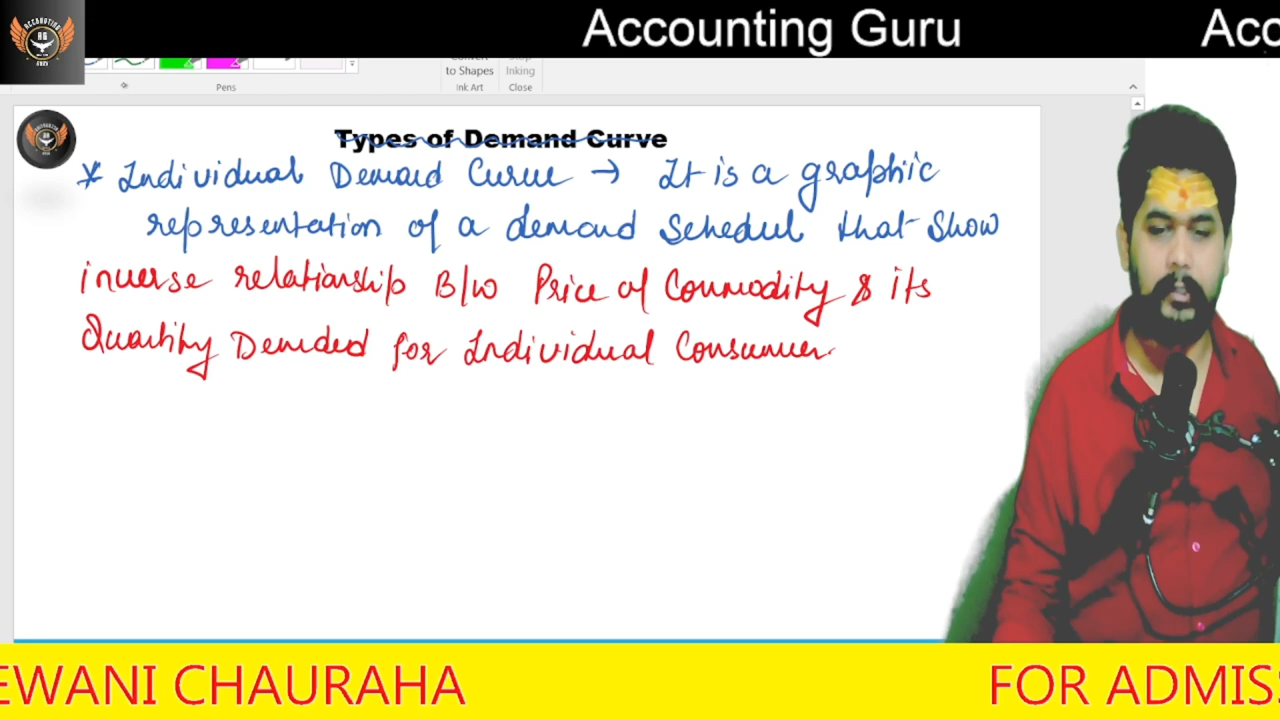 Accounting Guru
Acc
to Shapes
Inking
Pens
Ink Art
Close
Types of Demand Curve
* Individual Demand Curve → It is a graphic
representation of a demand Schedul that Show
inverse relationship B/w Price of Commodity & its
Quantity Demded for Individual Consumer.
EWANI CHAURAHA
FOR ADMIS